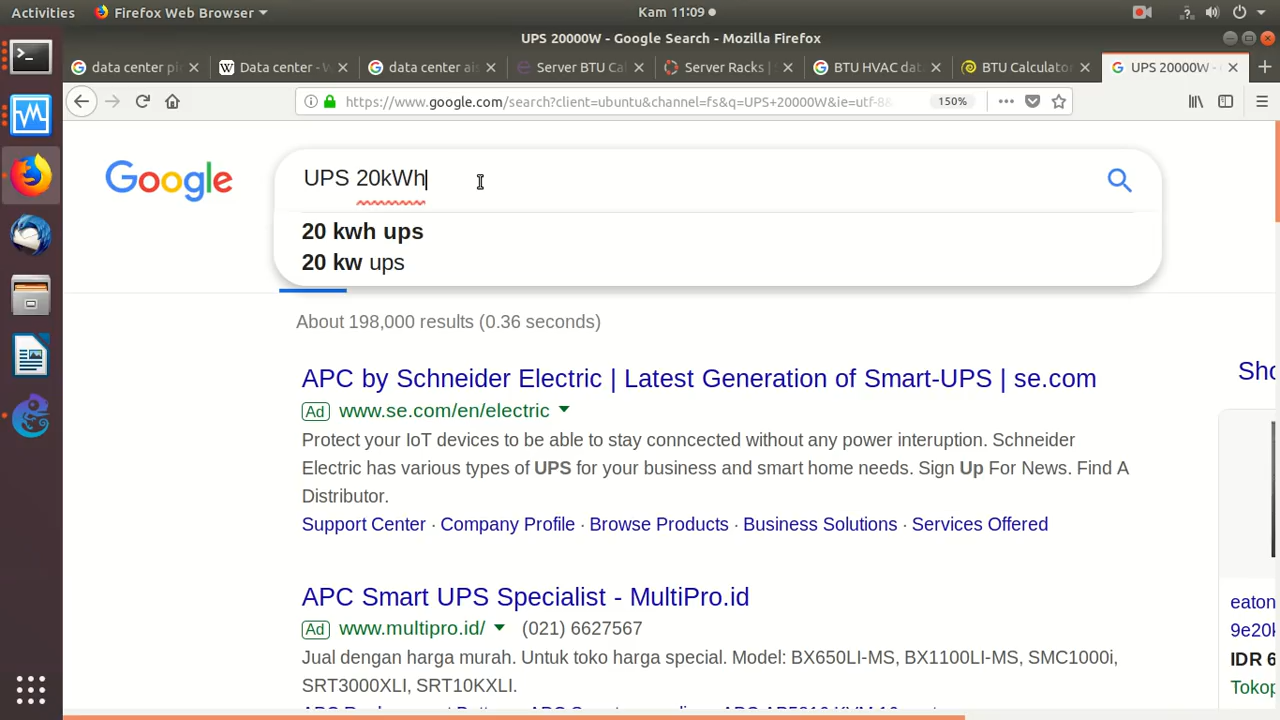 Activities
Firefox Web Browser
Kam 11:09
UPS 20000W - Google Search - Mozilla Firefox
data center
Data center -
data center
Server BTU Ca
Server Racks |
BTU HVAC da
BTU Calculato
UPS 20000W -
https://www.google.com/search?client=ubuntu&channel=fs&q=UPS+20000W&ie=utf-8
150%
Google
UPS 20kWh
20 kwh ups
20 kw ups
About 198,000 results (0.36 seconds)
APC by Schneider Electric | Latest Generation of Smart-UPS | se.com
Ad www.se.com/en/electric
Protect your IoT devices to be able to stay conncected without any power interuption. Schneider
Electric has various types of UPS for your business and smart home needs. Sign Up For News. Find A
Distributor.
Support Center · Company Profile · Browse Products · Business Solutions · Services Offered
APC Smart UPS Specialist - MultiPro.id
Ad www.multipro.id/ (021) 6627567
Jual dengan harga murah. Untuk toko harga special. Model: BX650LI-MS, BX1100LI-MS, SMC1000i,
SRT3000XLI, SRT10KXLI.
Sho
eaton
9e20k
IDR 6
Tokop